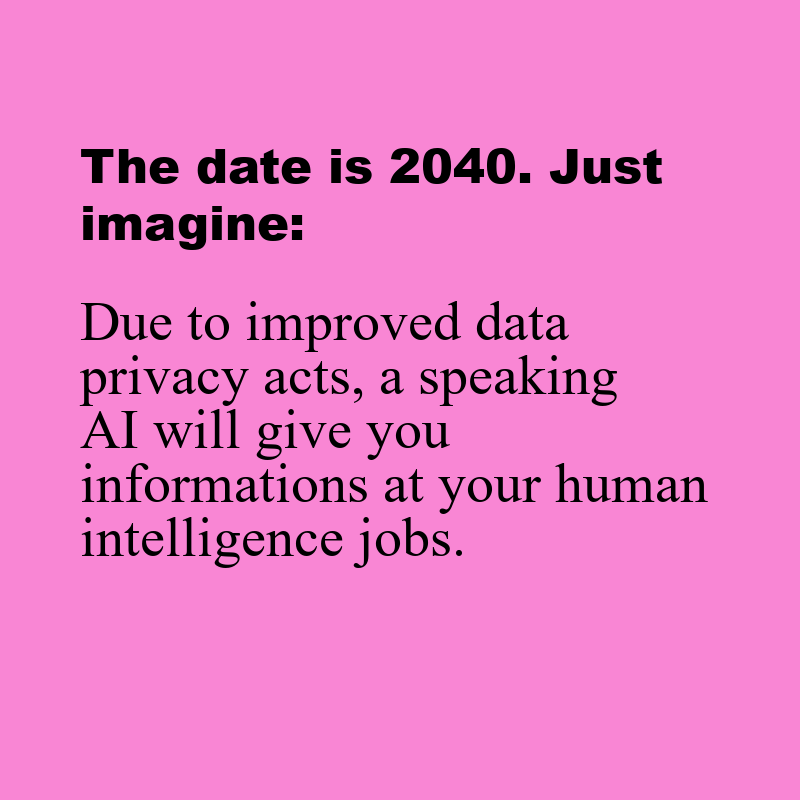 The date is 2040. Just
imagine:
Due to improved data
privacy acts, a speaking
AI will give you
informations at your human
intelligence jobs.